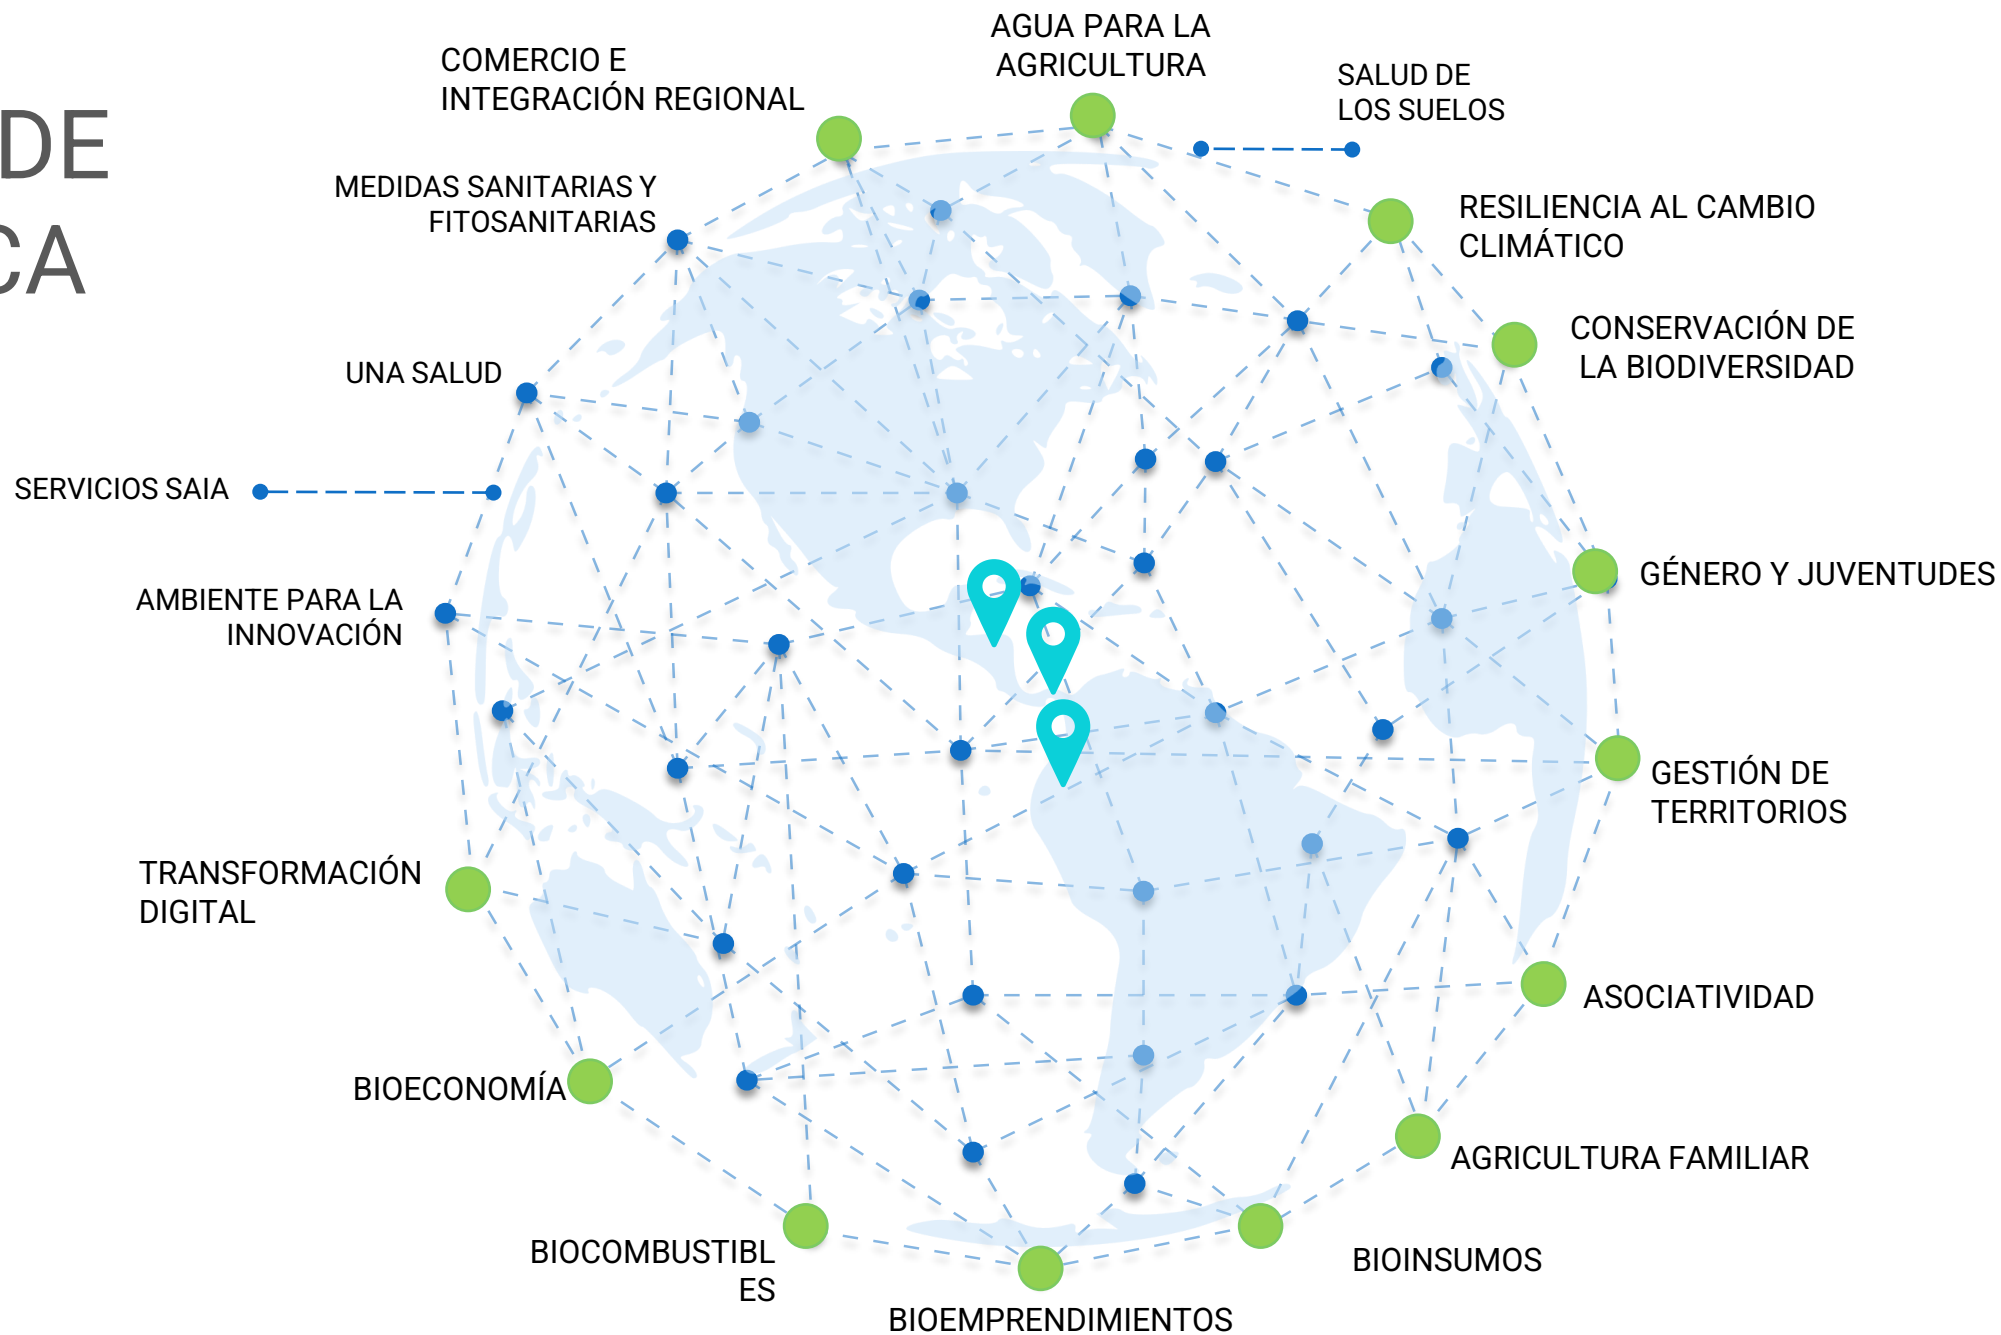 DE
CA
AGUA PARA LA
AGRICULTURA
COMERCIO E
INTEGRACIÓN REGIONAL
SALUD DE
LOS SUELOS
MEDIDAS SANITARIAS Y
FITOSANITARIAS
RESILIENCIA AL CAMBIO
CLIMÁTICO
UNA SALUD
CONSERVACIÓN DE
LA BIODIVERSIDAD
SERVICIOS SAIA
GÉNERO Y JUVENTUDES
AMBIENTE PARA LA
INNOVACIÓN
GESTIÓN DE
TERRITORIOS
TRANSFORMACIÓN
DIGITAL
ASOCIATIVIDAD
BIOECONOMÍA
AGRICULTURA FAMILIAR
BIOCOMBUSTIBL
ES
BIOINSUMOS
BIOEMPRENDIMIENTOS